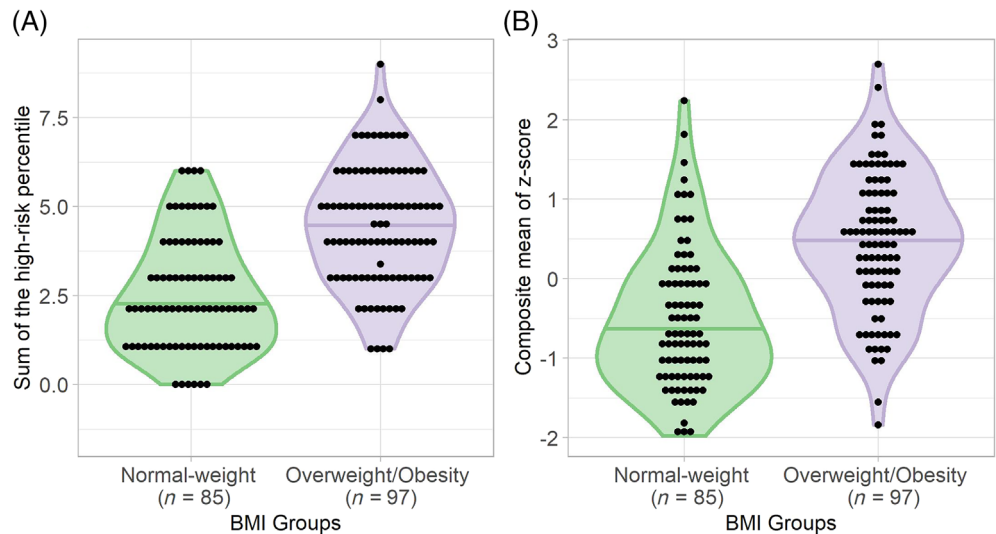 (A)
Sum of the high-risk percentile
7.5
5.0
2.5
0.0
Normal-weight
(n = 85)
Overweight/Obesity
(n = 97)
BMI Groups
(B)
Composite mean of z-score
3
2
1
0
-1
-2
Normal-weight
(n = 85)
Overweight/Obesity
(n = 97)
BMI Groups